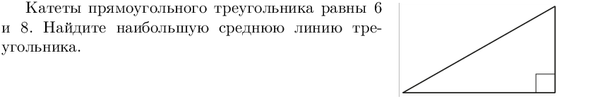 Катеты прямоугольного треугольника равны 6
и 8. Найдите наибольшую среднюю линию тре-
угольника.